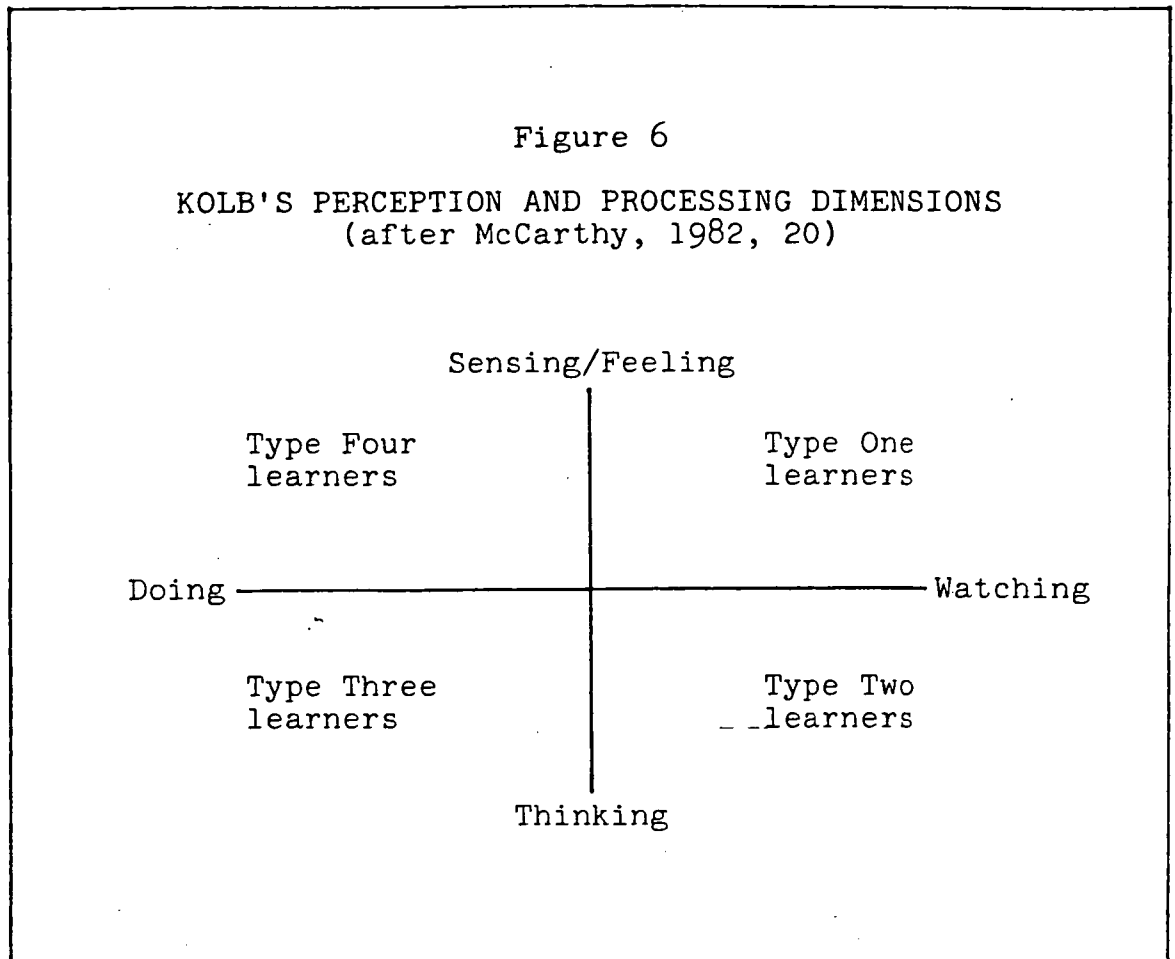 Figure 6
KOLB'S PERCEPTION AND PROCESSING DIMENSIONS
(after McCarthy, 1982, 20)
Sensing/Feeling
Type Four
learners
Type One
learners
Doing
Watching
Type Three
learners
Type Two
learners
Thinking